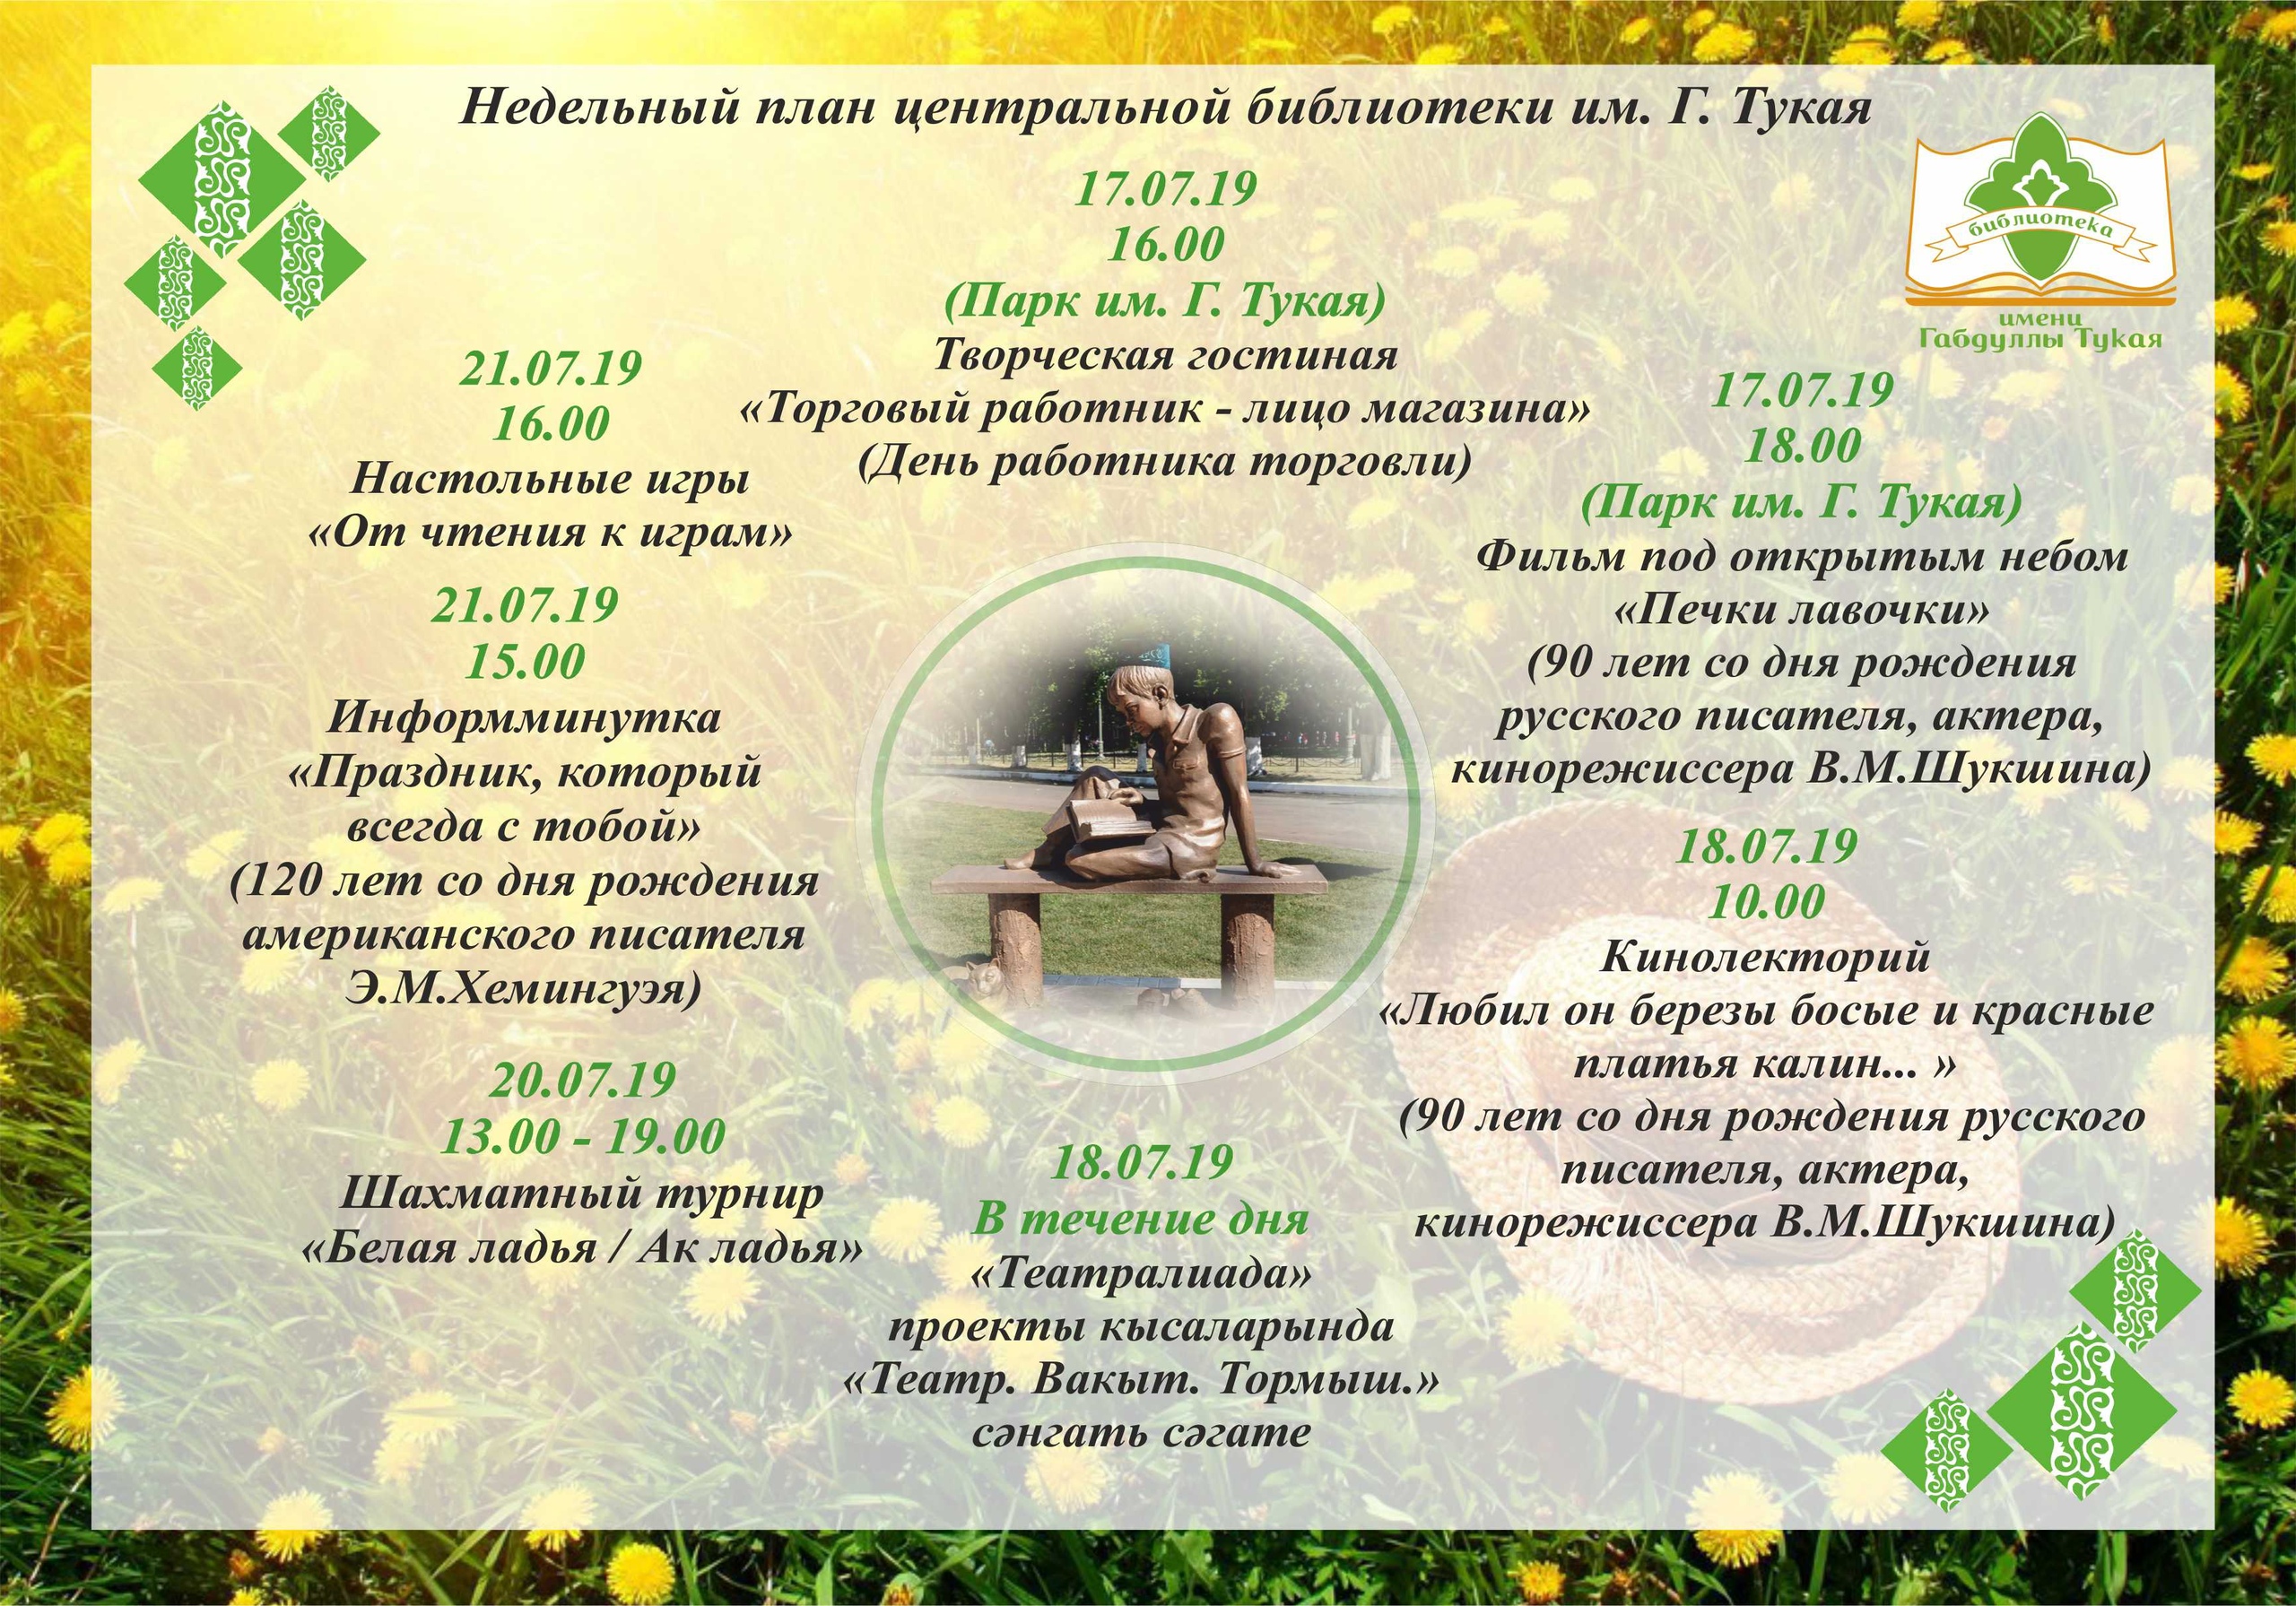 Недельный план центральной библиотеки им. Г. Тукая
библиотека
имени
Габдуллы Тукая
17.07.19
16.00
(Парк им. Г. Тукая)
Творческая гостиная
«Торговый работник - лицо магазина»
(День работника торговли)
17.07.19
18.00
(Парк им. Г. Тукая)
Фильм под открытым небом
«Печки лавочки»
(90 лет со дня рождения
русского писателя, актера,
кинорежиссера В.М.Шукшина)
18.07.19
10.00
Кинолекторий
«Любил он березы босые и красные
платья калин... »
(90 лет со дня рождения русского
писателя, актера,
кинорежиссера В.М.Шукшина)
18.07.19
В течение дня
«Театралиада»
проекты кысаларында
«Театр. Вакыт. Тормыш.»
сәнгать сәгате
20.07.19
13.00 - 19.00
Шахматный турнир
«Белая ладья / Ак ладья»
21.07.19
15.00
Информминутка
«Праздник, который
всегда с тобой»
(120 лет со дня рождения
американского писателя
Э.М.Хемингуэя)
21.07.19
16.00
Настольные игры
«От чтения к играм»